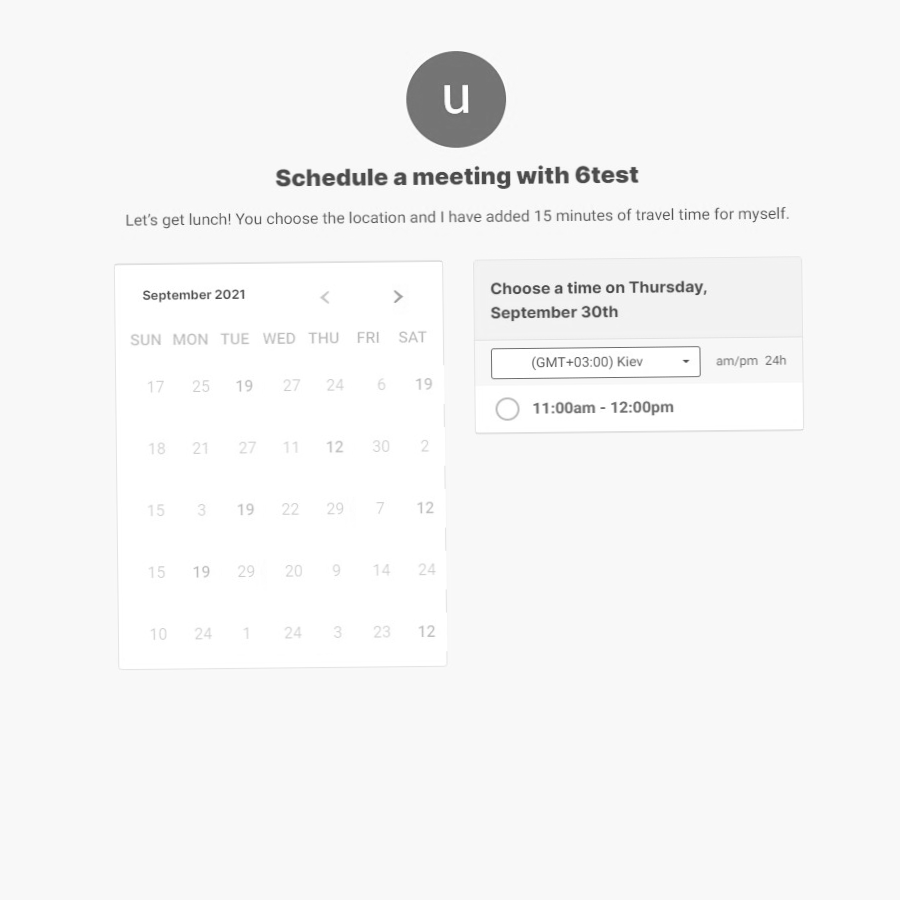 u
Schedule a meeting with 6test
Let's get lunch! You choose the location and I have added 15 minutes of travel time for myself.
September 2021
SUN MON TUE WED THU FRI SAT
17 25 19 27 24 6 19
18 21 27 11 12 30 2
15 3 19 22 29 7 12
15 19 29 20 9 14 24
10 24 1 24 3 23 12
Choose a time on Thursday,
September 30th
(GMT+03:00) Kiev
am/pm 24h
11:00am - 12:00pm